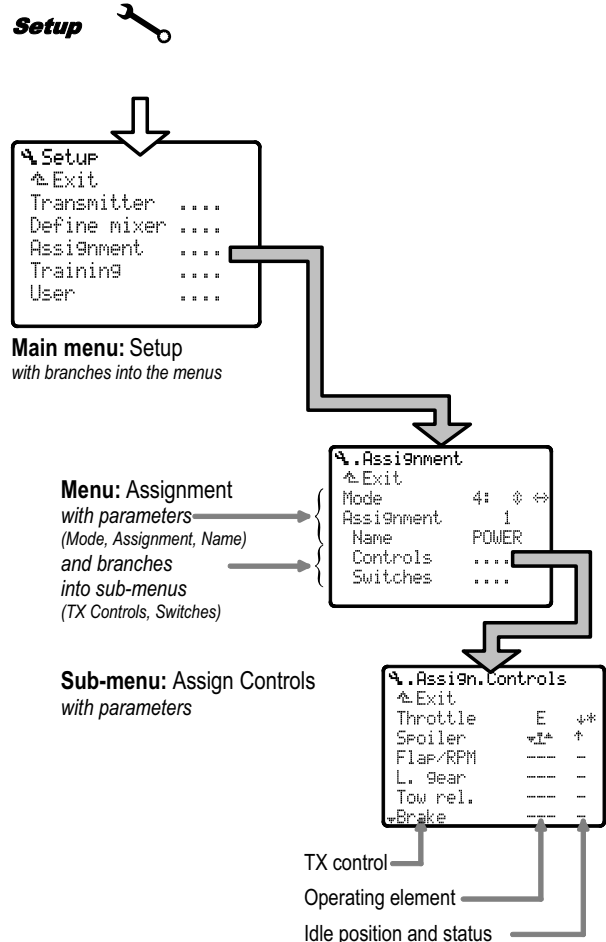 Setup
Setup
Exit
Transmitter ....
Define mixer ....
Assignment ....
Training ....
User ....
Main menu: Setup
with branches into the menus
..Assignment
Exit
Mode 4: ⇕ ↔
Assignment 1
Name POWER
Controls ....
Switches ....
Menu: Assignment
with parameters
(Mode, Assignment, Name)
and branches
into sub-menus
(TX Controls, Switches)
Sub-menu: Assign Controls
with parameters
..Assign.Controls
Exit
Throttle E ↓*
Spoiler ↑
Flap/RPM --- -
L. gear --- -
Tow rel. --- -
Brake --- -
TX control
Operating element
Idle position and status